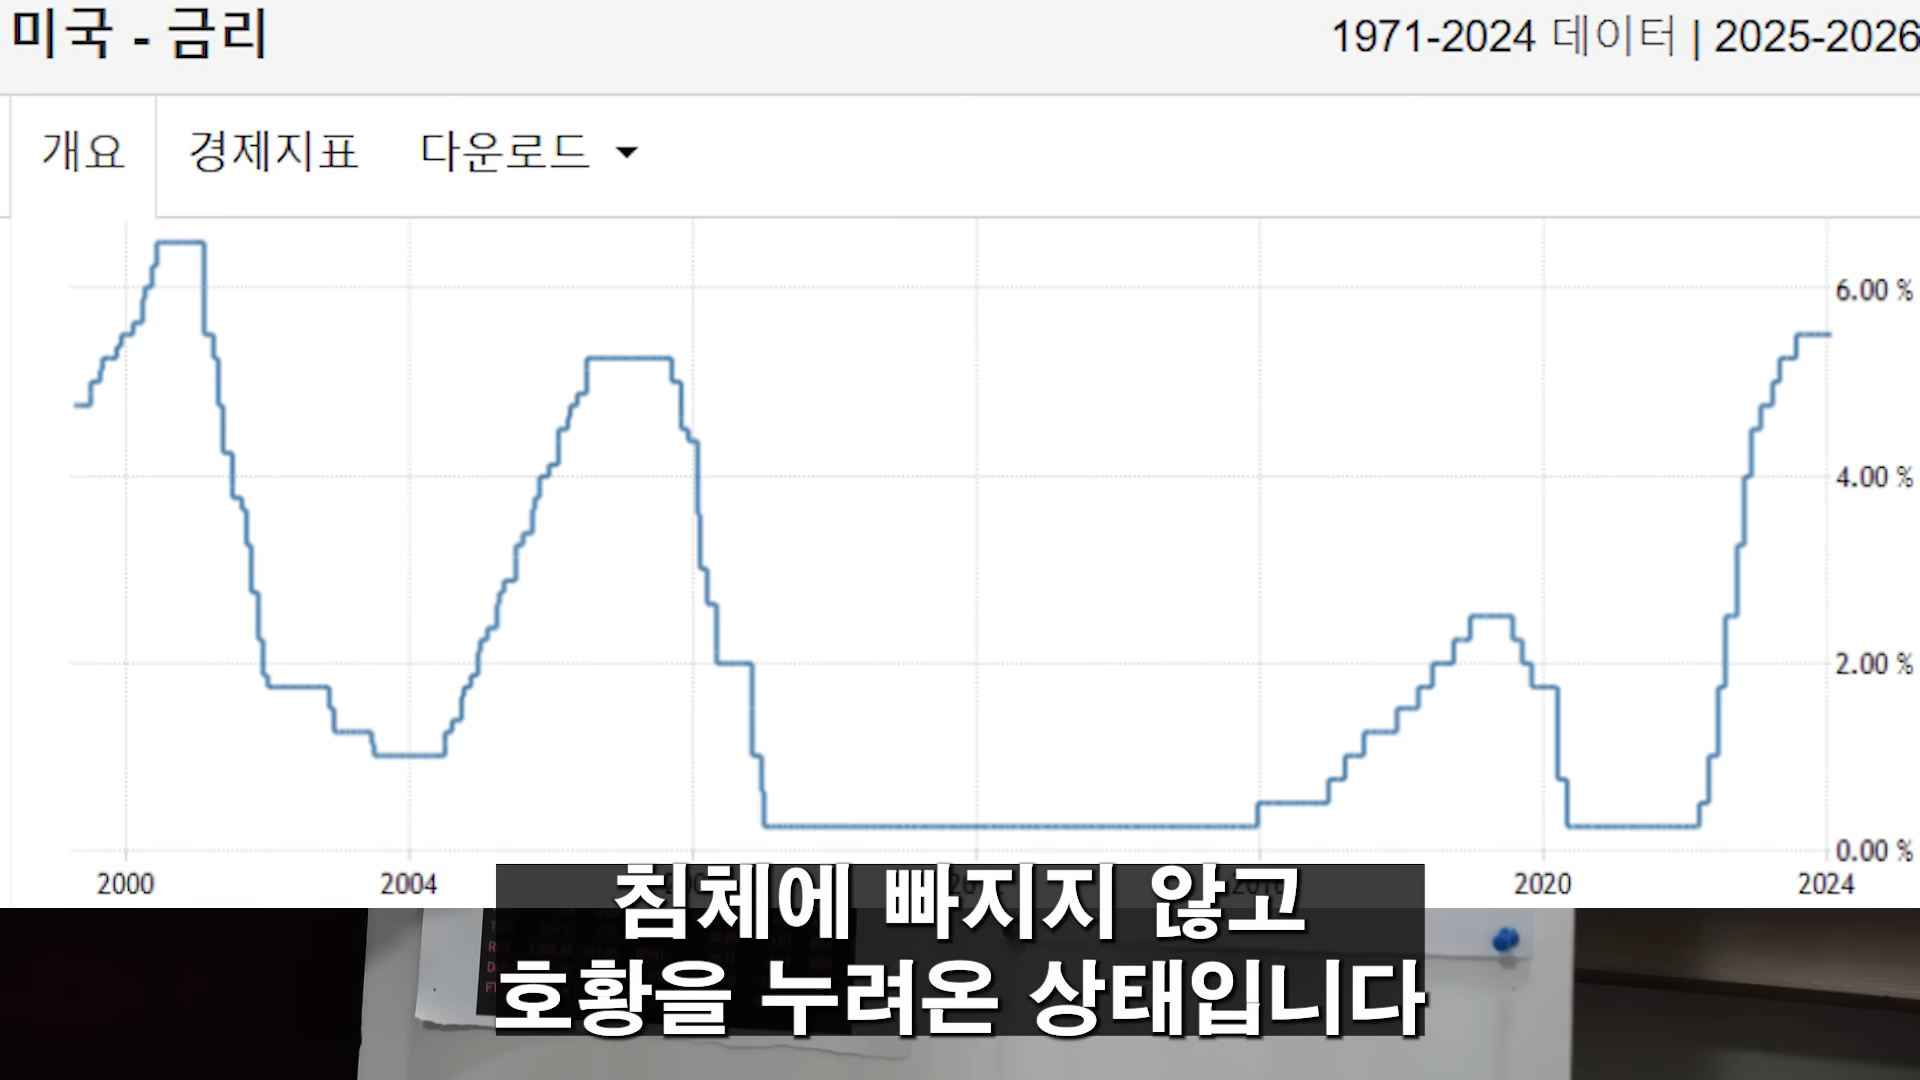 미국 - 금리
1971-2024 데이터 | 2025-2026
개요 경제지표 다운로드
6.00 %
4.00 %
2.00 %
0.00 %
2000 2004 2020 2024
침체에 빠지지 않고
호황을 누려온 상태입니다